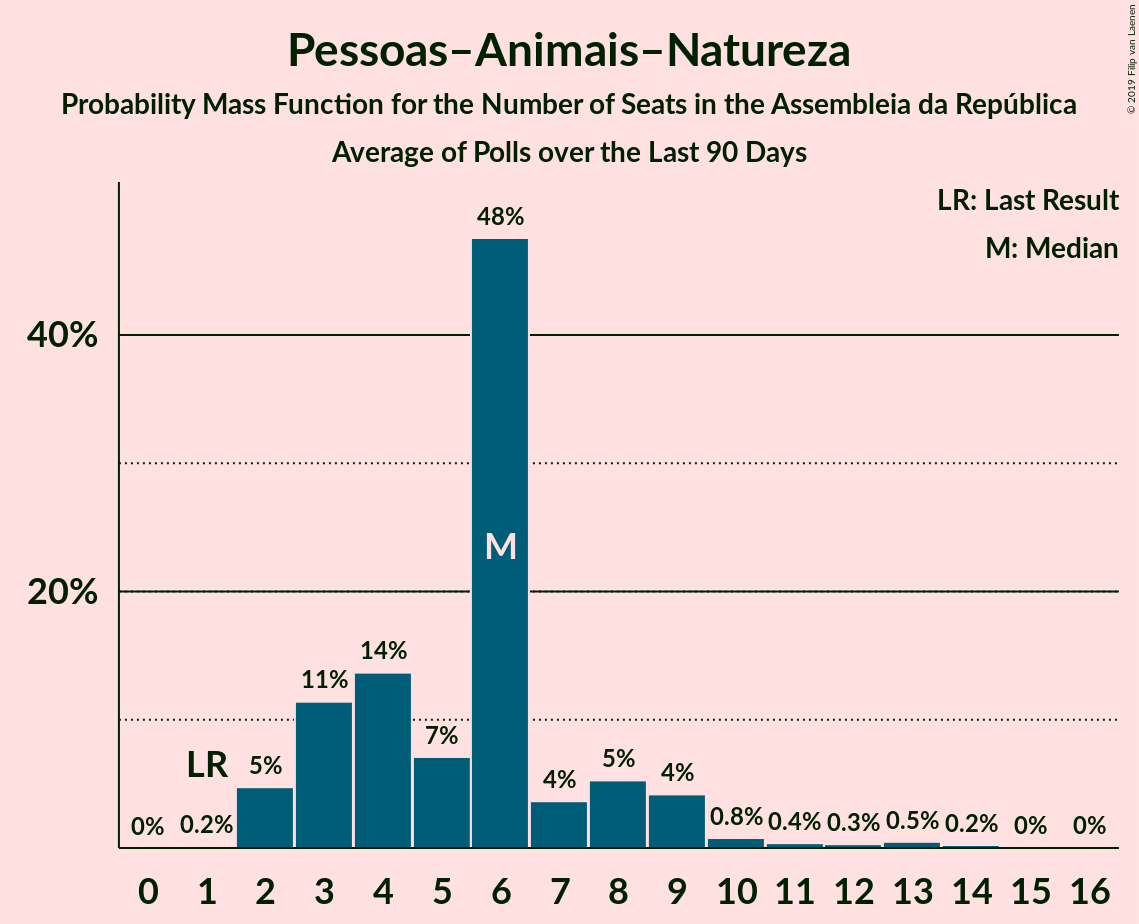 Pessoas–Animais–Natureza
Probability Mass Function for the Number of Seats in the Assembleia da República
Average of Polls over the Last 90 Days
© 2019 Filip van Laenen
LR: Last Result
M: Median
48%
40%
M
20%
14%
11%
7%
LR
5%
4%
5%
4%
0%
0.2%
0.8%
0.4%
0.3%
0.5%
0.2%
0%
0%
0 1 2 3 4 5 6 7 8 9 10 11 12 13 14 15 16